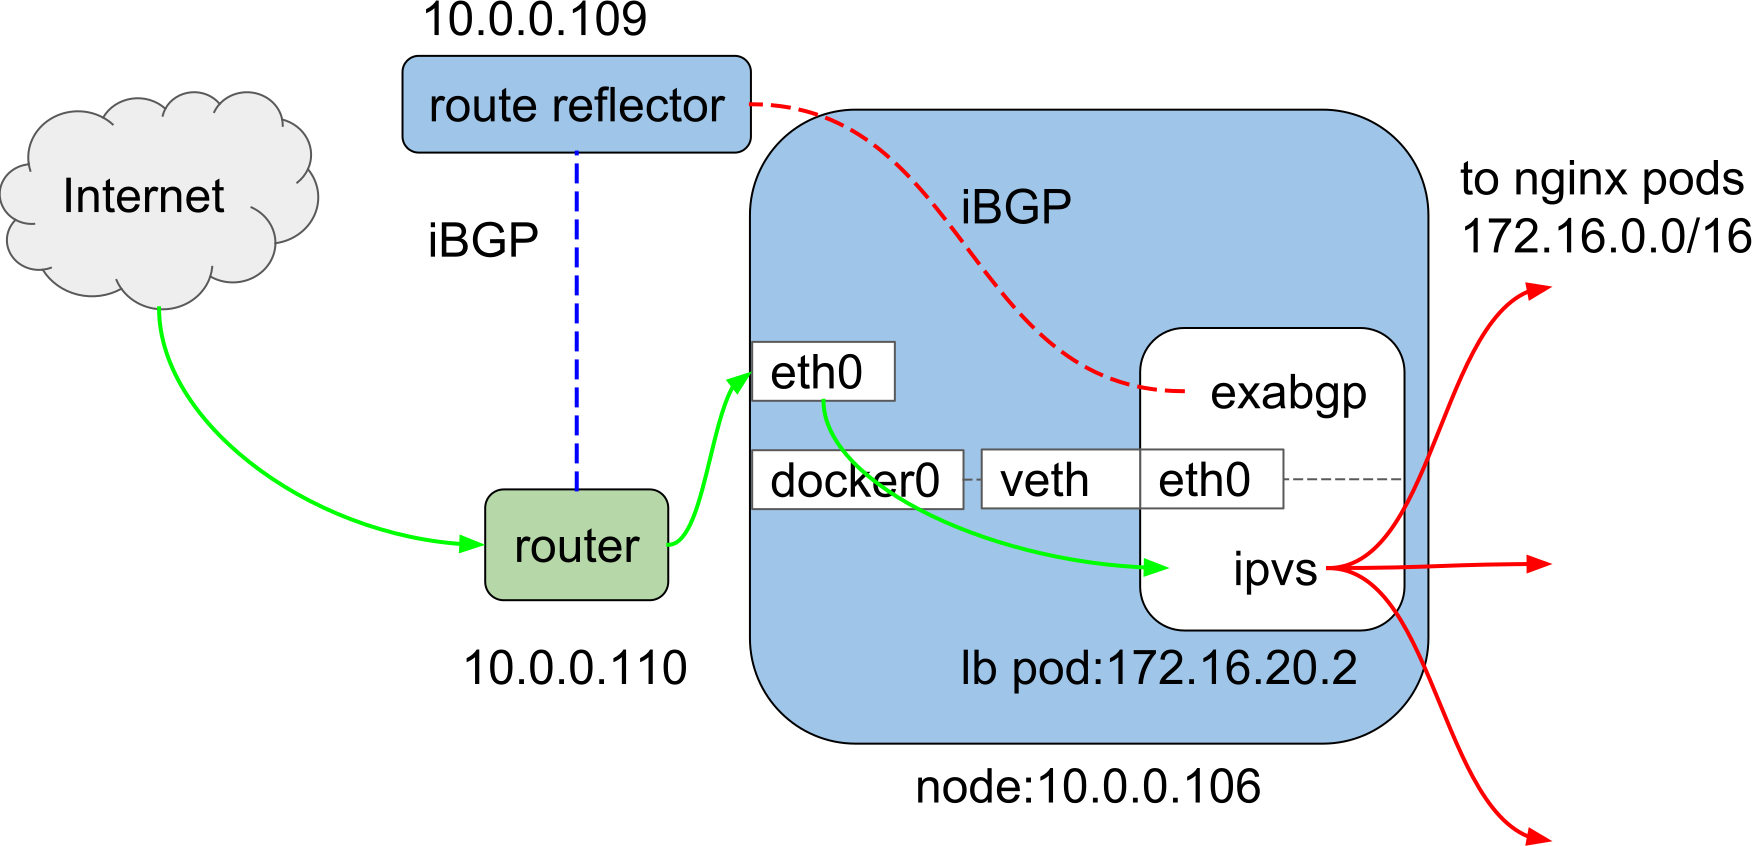 10.0.0.109
route reflector
Internet
iBGP
iBGP
to nginx pods
172.16.0.0/16
eth0
exabgp
docker0
veth
eth0
router
ipvs
10.0.0.110
lb pod:172.16.20.2
node:10.0.0.106